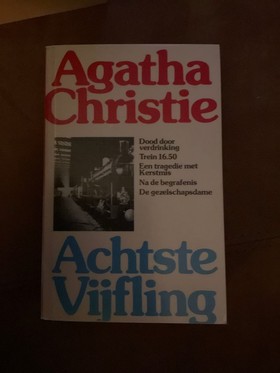 Agatha
Christie
Dood door
verdrinking
Trein 16.50
Een tragedie met
Kerstmis
Na de begrafenis
De gezelschapsdame
Achtste
Vijfling